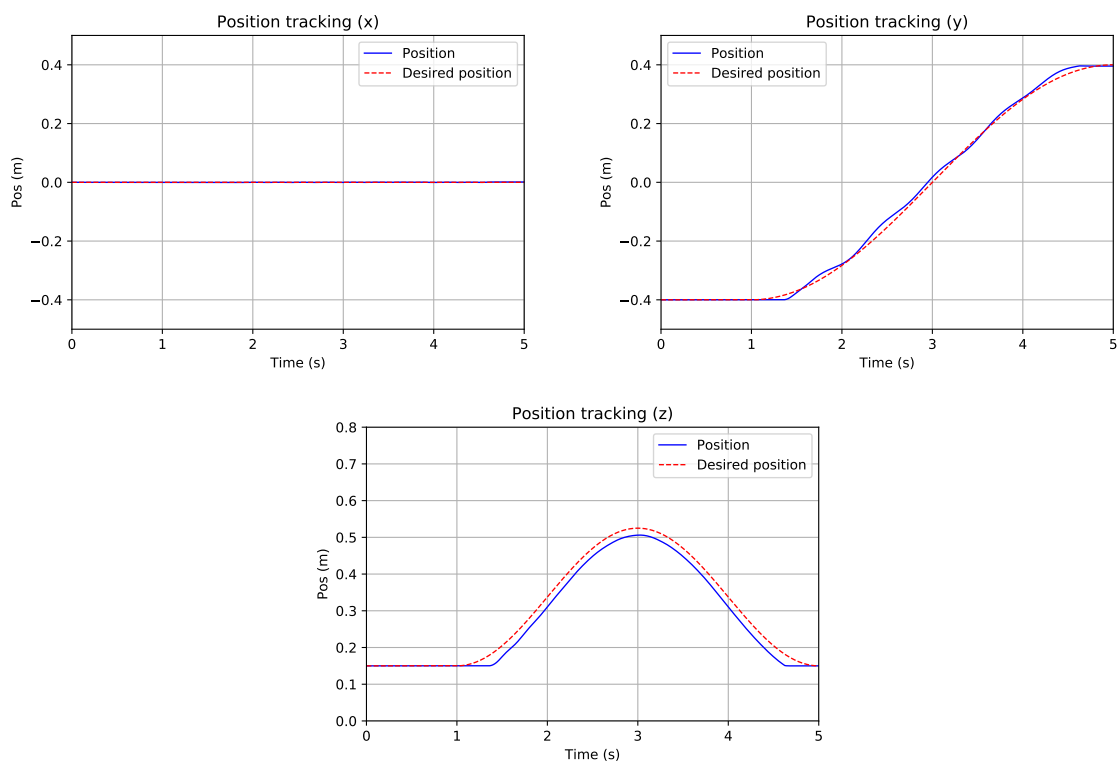 Position tracking (x)
Pos (m)
0.4
0.2
0.0
−0.2
−0.4
Position
Desired position
0 1 2 3 4 5
Time (s)
Position tracking (y)
Pos (m)
0.4
0.2
0.0
−0.2
−0.4
Position
Desired position
0 1 2 3 4 5
Time (s)
Position tracking (z)
Pos (m)
0.8
0.7
0.6
0.5
0.4
0.3
0.2
0.1
0.0
Position
Desired position
0 1 2 3 4 5
Time (s)